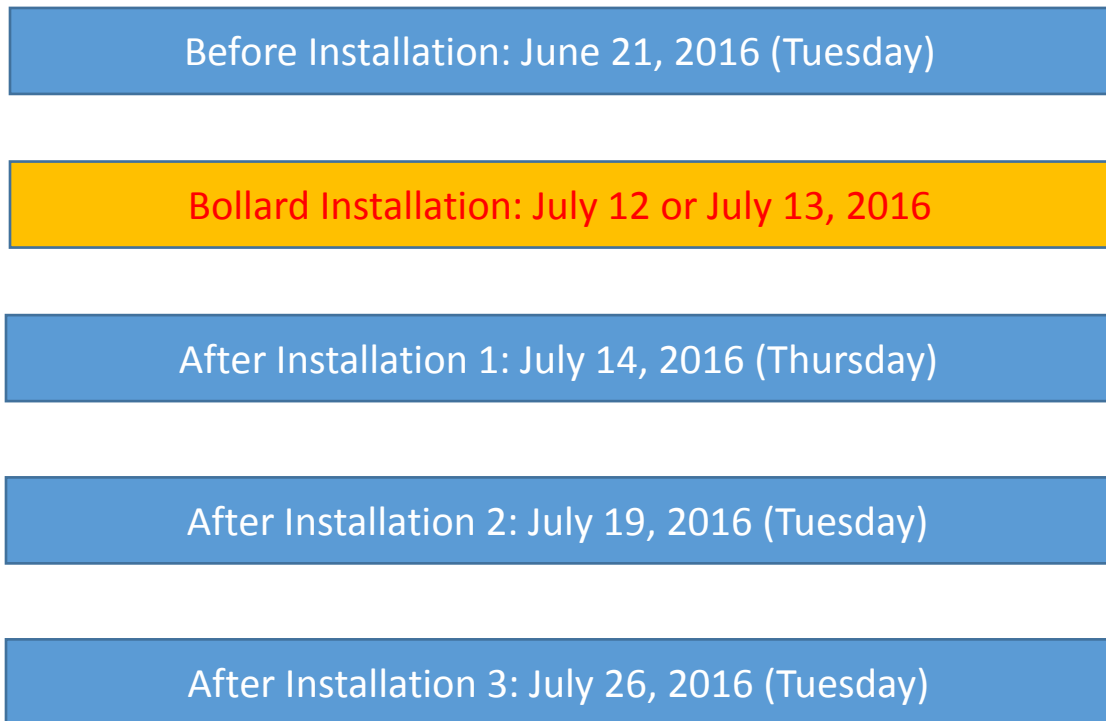 Before Installation: June 21, 2016 (Tuesday)
Bollard Installation: July 12 or July 13, 2016
After Installation 1: July 14, 2016 (Thursday)
After Installation 2: July 19, 2016 (Tuesday)
After Installation 3: July 26, 2016 (Tuesday)